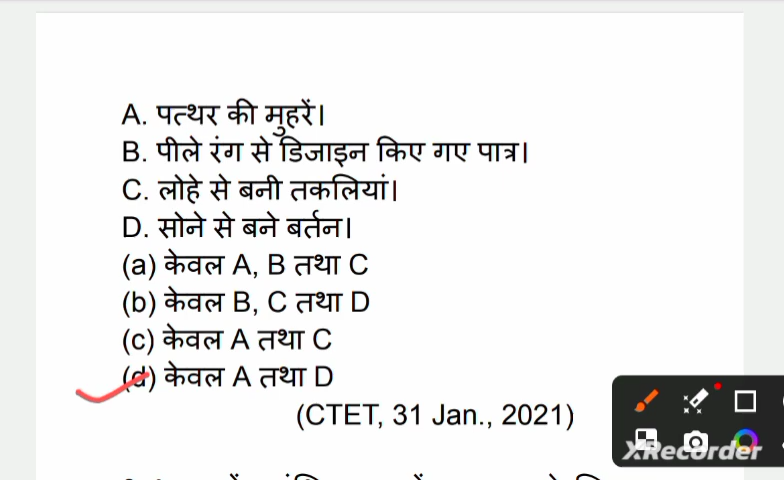 A. पत्थर की मुहरें।
B. पीले रंग से डिजाइन किए गए पात्र।
C. लोहे से बनी तकलियां।
D. सोने से बने बर्तन।
(a) केवल A, B तथा C
(b) केवल B, C तथा D
(c) केवल A तथा C
(d) केवल A तथा D
(CTET, 31 Jan., 2021)
XRecorder